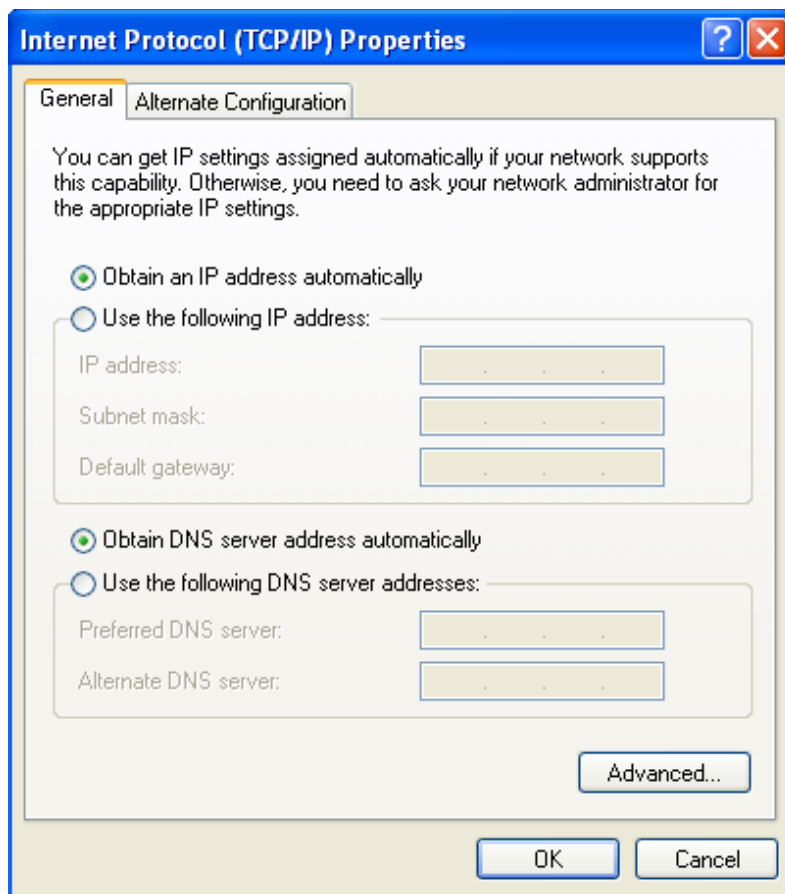 Internet Protocol (TCP/IP) Properties
General
Alternate Configuration
You can get IP settings assigned automatically if your network supports
this capability. Otherwise, you need to ask your network administrator for
the appropriate IP settings.
Obtain an IP address automatically
Use the following IP address:
IP address:
Subnet mask:
Default gateway:
Obtain DNS server address automatically
Use the following DNS server addresses:
Preferred DNS server:
Alternate DNS server:
Advanced...
OK
Cancel